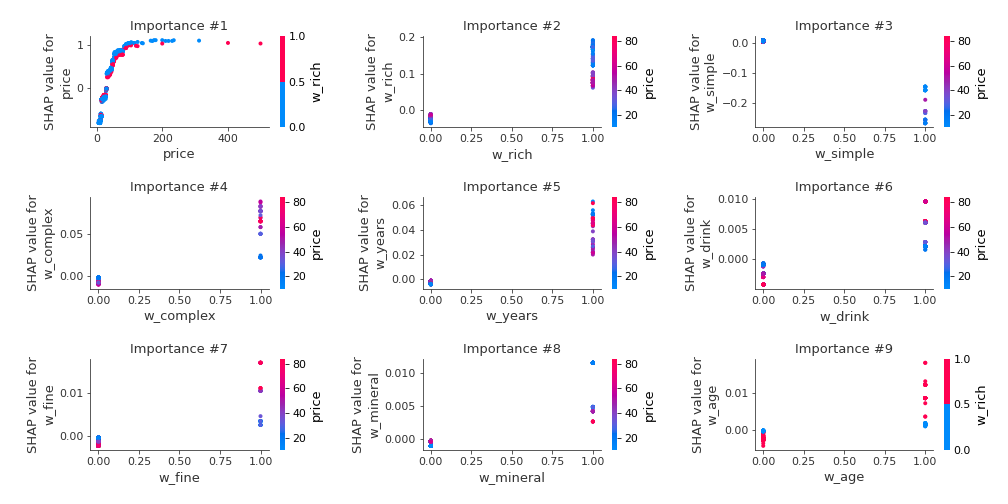 Importance #1
SHAP value for
price
1
0
0
200
400
price
1.0
0.5
0.0
w_rich
Importance #2
SHAP value for
w_rich
0.2
0.1
0.0
0.00 0.25 0.50 0.75 1.00
w_rich
80
60
40
20
price
Importance #3
SHAP value for
w_simple
0.0
−0.1
−0.2
0.00 0.25 0.50 0.75 1.00
w_simple
80
60
40
20
price
Importance #4
SHAP value for
w_complex
0.05
0.00
0.00 0.25 0.50 0.75 1.00
w_complex
80
60
40
20
price
Importance #5
SHAP value for
w_years
0.06
0.04
0.02
0.00
0.00 0.25 0.50 0.75 1.00
w_years
80
60
40
20
price
Importance #6
SHAP value for
w_drink
0.010
0.005
0.000
0.00 0.25 0.50 0.75 1.00
w_drink
80
60
40
20
price
Importance #7
SHAP value for
w_fine
0.01
0.00
0.00 0.25 0.50 0.75 1.00
w_fine
80
60
40
20
price
Importance #8
SHAP value for
w_mineral
0.010
0.005
0.000
0.00 0.25 0.50 0.75 1.00
w_mineral
80
60
40
20
price
Importance #9
SHAP value for
w_age
0.01
0.00
0.00 0.25 0.50 0.75 1.00
w_age
1.0
0.5
0.0
w_rich